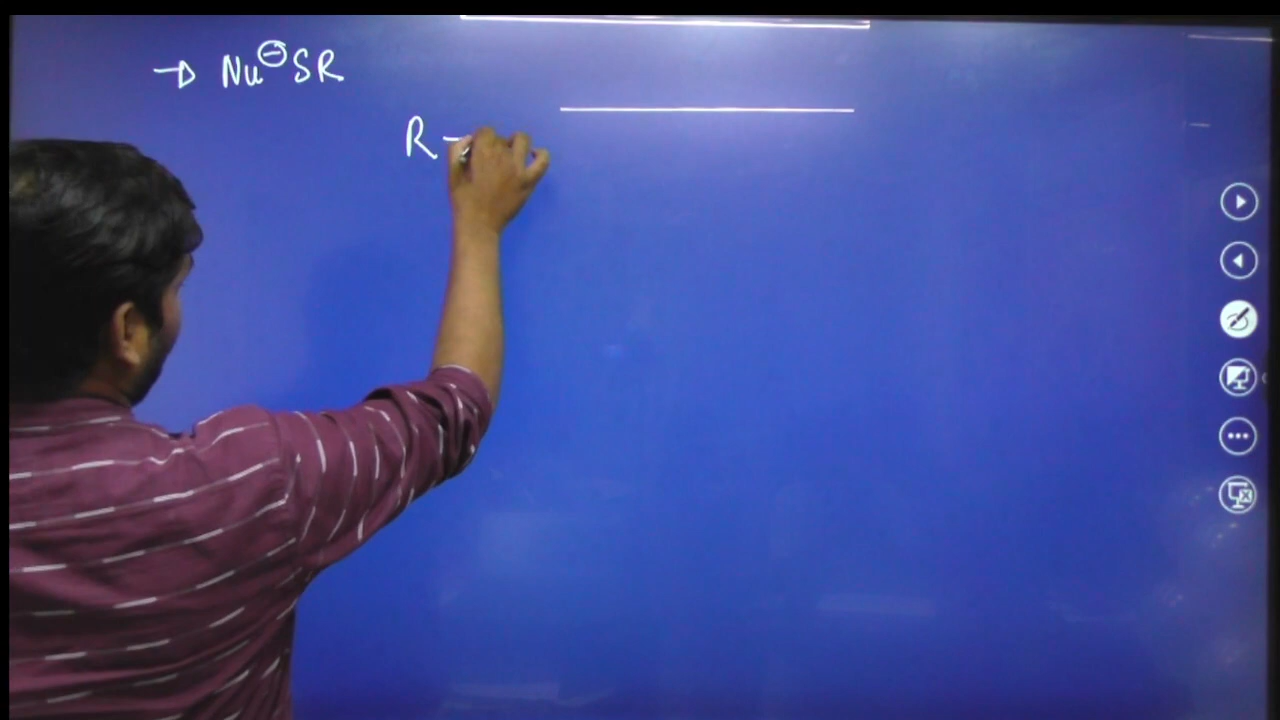 → Nu⊖SR
R –